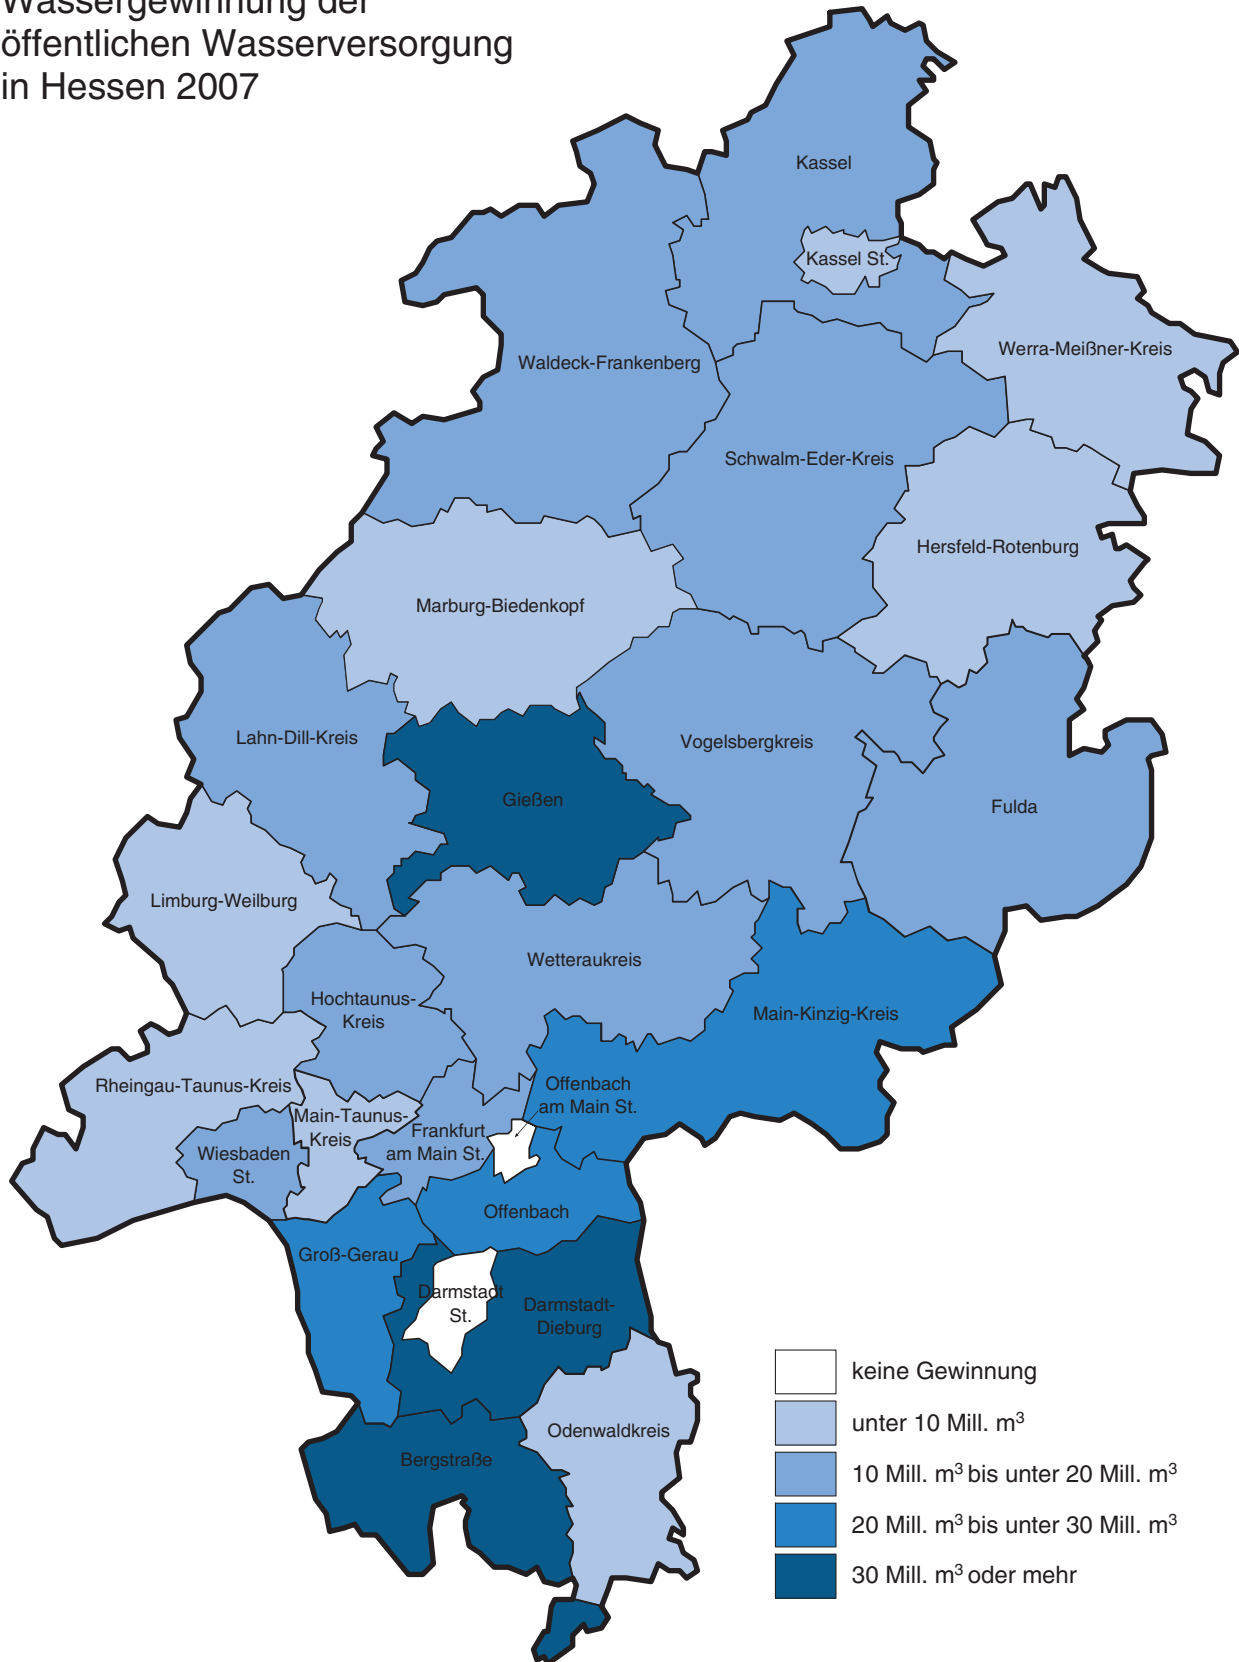 Wassergewinnung der
öffentlichen Wasserversorgung
in Hessen 2007
Kassel
Kassel St.
Werra-Meißner-Kreis
Waldeck-Frankenberg
Schwalm-Eder-Kreis
Hersfeld-Rotenburg
Marburg-Biedenkopf
Lahn-Dill-Kreis
Vogelsbergkreis
Gießen
Fulda
Limburg-Weilburg
Wetteraukreis
Hochtaunus-
Kreis
Main-Kinzig-Kreis
Rheingau-Taunus-Kreis
Offenbach
am Main St.
Main-Taunus-
Kreis
Frankfurt
am Main St.
Wiesbaden
St.
Offenbach
Groß-Gerau
Darmstadt
St.
Darmstadt-
Dieburg
Odenwaldkreis
Bergstraße
keine Gewinnung
unter 10 Mill. m³
10 Mill. m³ bis unter 20 Mill. m³
20 Mill. m³ bis unter 30 Mill. m³
30 Mill. m³ oder mehr